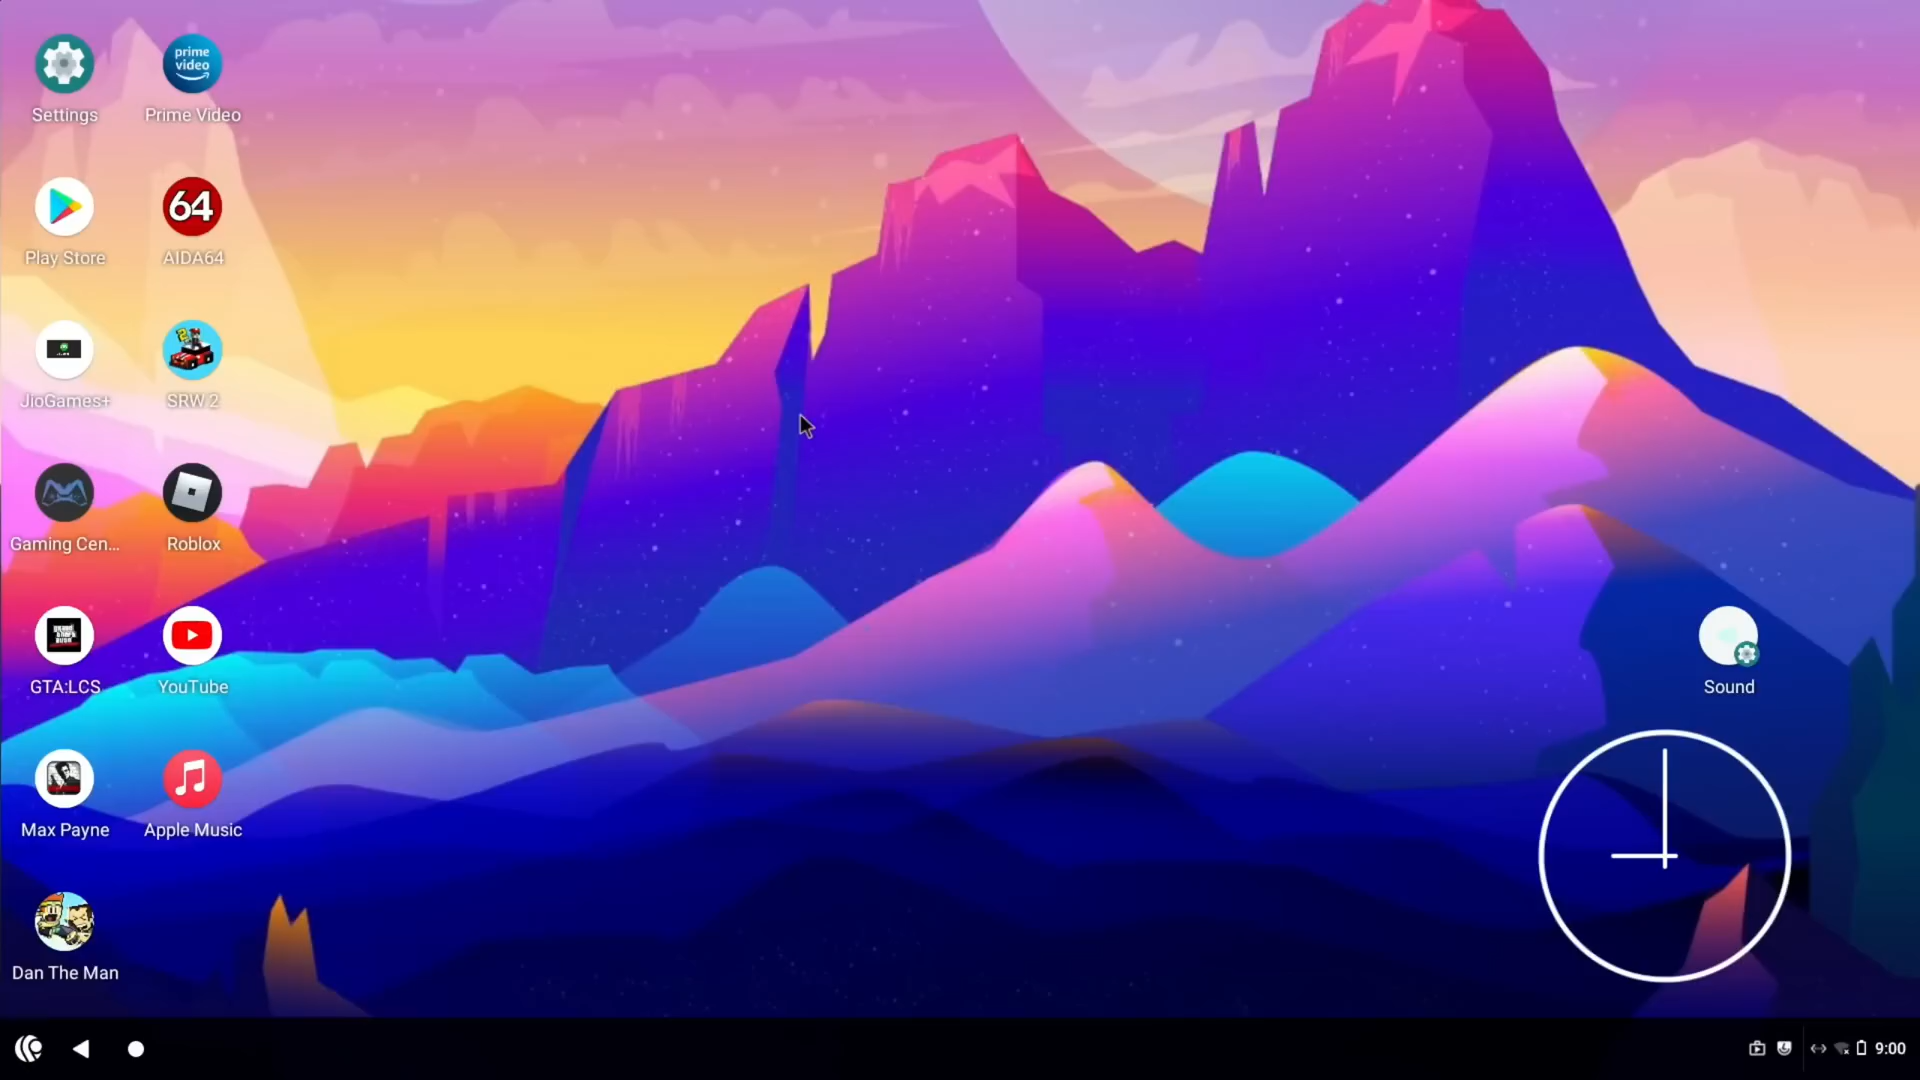 prime
video
Settings
Prime Video
64
Play Store
AIDA64
JioGames+
SRW 2
Gaming Cen...
Roblox
GTA:LCS
YouTube
Max Payne
Apple Music
Dan The Man
Sound
9:00